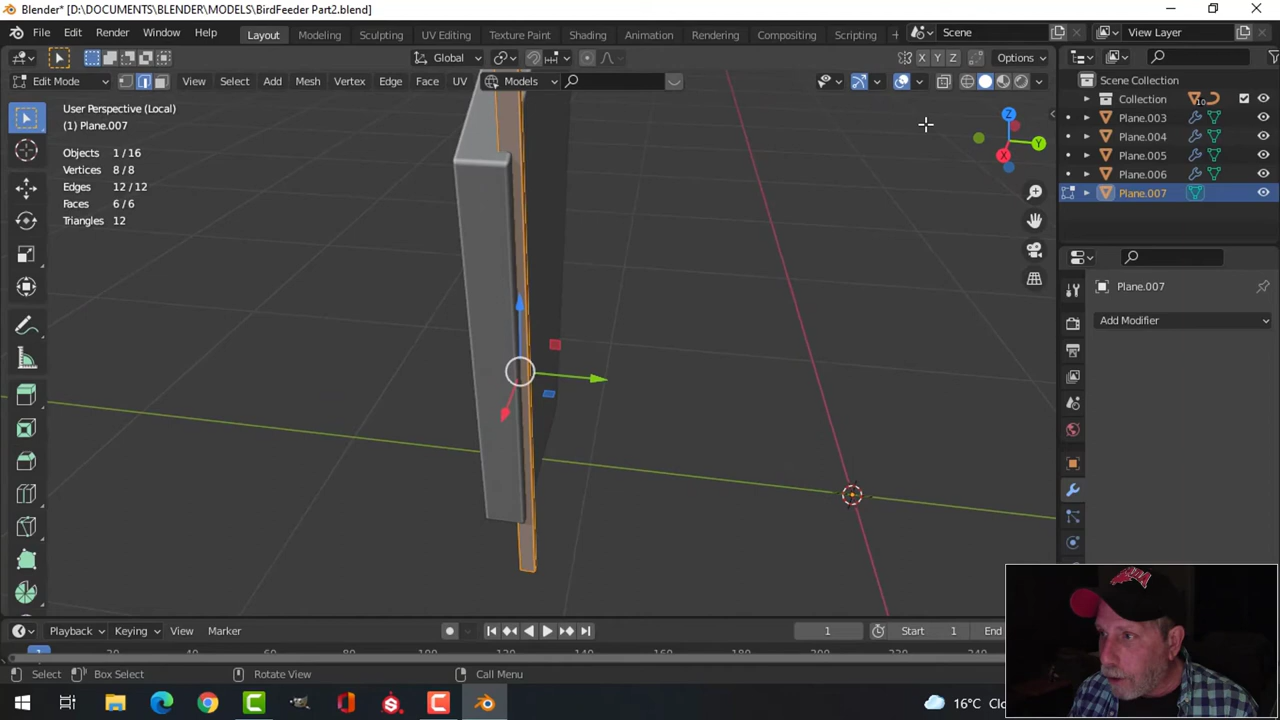 Blender* [D:\DOCUMENTS\BLENDER\MODELS\BirdFeeder Part2.blend]
File Edit Render Window Help Layout Modeling Sculpting UV Editing Texture Paint Shading Animation Rendering Compositing Scripting + Scene View Layer
Global X Y Z Options
Edit Mode View Select Add Mesh Vertex Edge Face UV Models
User Perspective (Local)
(1) Plane.007
Objects 1 / 16
Vertices 8 / 8
Edges 12 / 12
Faces 6 / 6
Triangles 12
Z
Y
X
Scene Collection
Collection 10
Plane.003
Plane.004
Plane.005
Plane.006
Plane.007
Plane.007
Add Modifier
Playback Keying View Marker 1 Start 1 End
1
Select Box Select Rotate View Call Menu
16°C